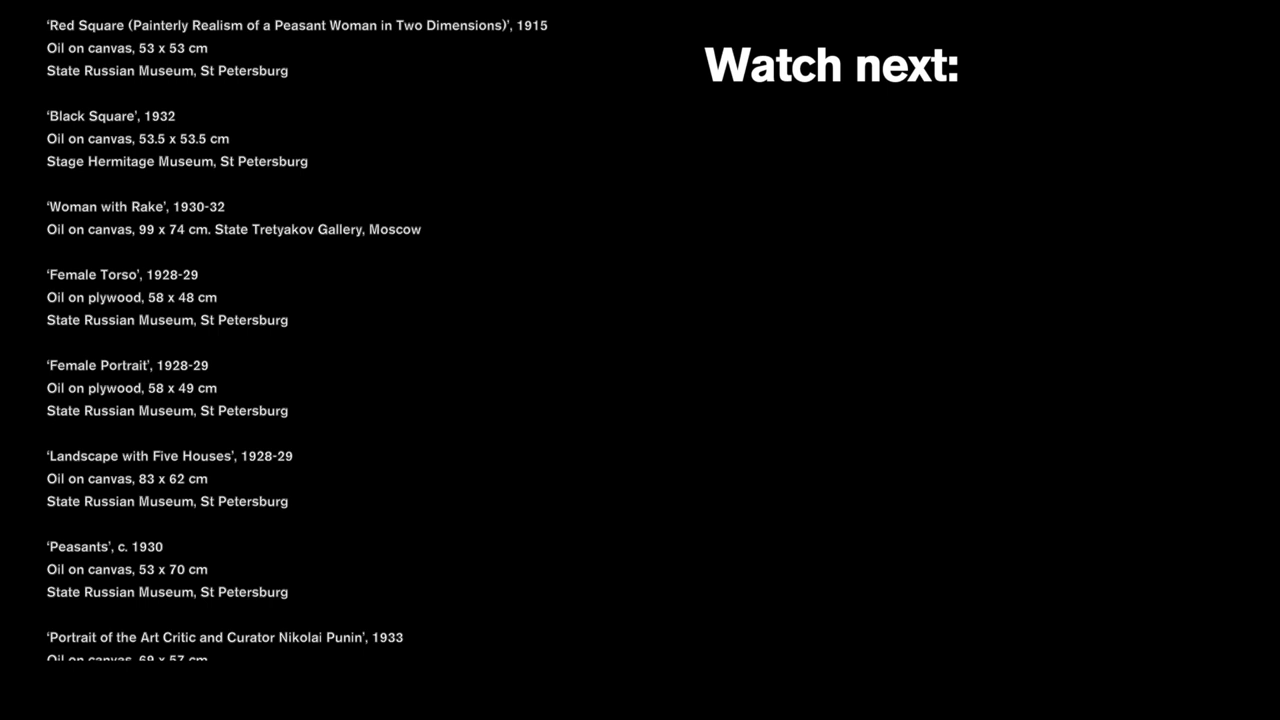 ‘Red Square (Painterly Realism of a Peasant Woman in Two Dimensions)’, 1915
Oil on canvas, 53 x 53 cm
State Russian Museum, St Petersburg
‘Black Square’, 1932
Oil on canvas, 53.5 x 53.5 cm
Stage Hermitage Museum, St Petersburg
‘Woman with Rake’, 1930-32
Oil on canvas, 99 x 74 cm. State Tretyakov Gallery, Moscow
‘Female Torso’, 1928-29
Oil on plywood, 58 x 48 cm
State Russian Museum, St Petersburg
‘Female Portrait’, 1928-29
Oil on plywood, 58 x 49 cm
State Russian Museum, St Petersburg
‘Landscape with Five Houses’, 1928-29
Oil on canvas, 83 x 62 cm
State Russian Museum, St Petersburg
‘Peasants’, c. 1930
Oil on canvas, 53 x 70 cm
State Russian Museum, St Petersburg
‘Portrait of the Art Critic and Curator Nikolai Punin’, 1933
Oil on canvas, 69 x 57 cm
Watch next: